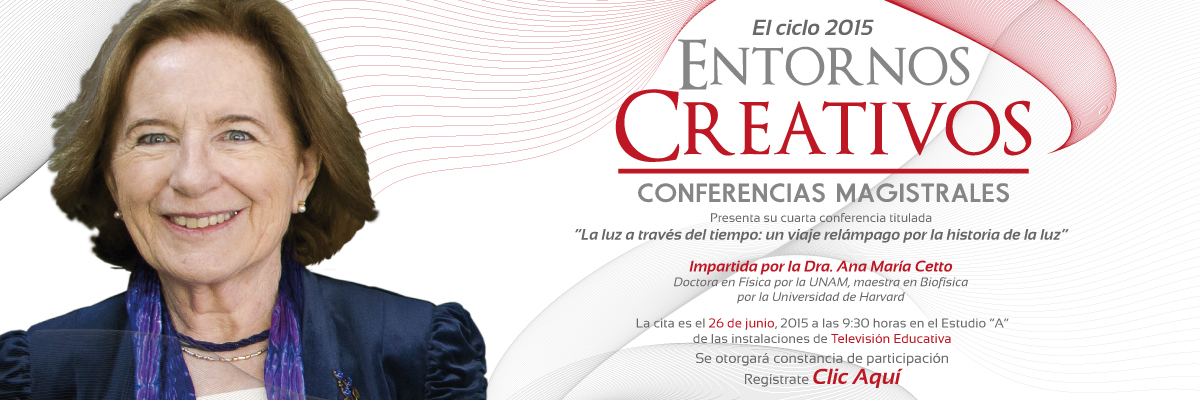 El ciclo 2015
ENTORNOS
CREATIVOS
CONFERENCIAS MAGISTRALES
Presenta su cuarta conferencia titulada
"La luz a través del tiempo: un viaje relámpago por la historia de la luz"
Impartida por la Dra. Ana María Cetto
Doctora en Física por la UNAM, maestra en Biofísica
por la Universidad de Harvard
La cita es el 26 de junio, 2015 a las 9:30 horas en el Estudio "A"
de las instalaciones de Televisión Educativa
Se otorgará constancia de participación
Registrate Clic Aquí